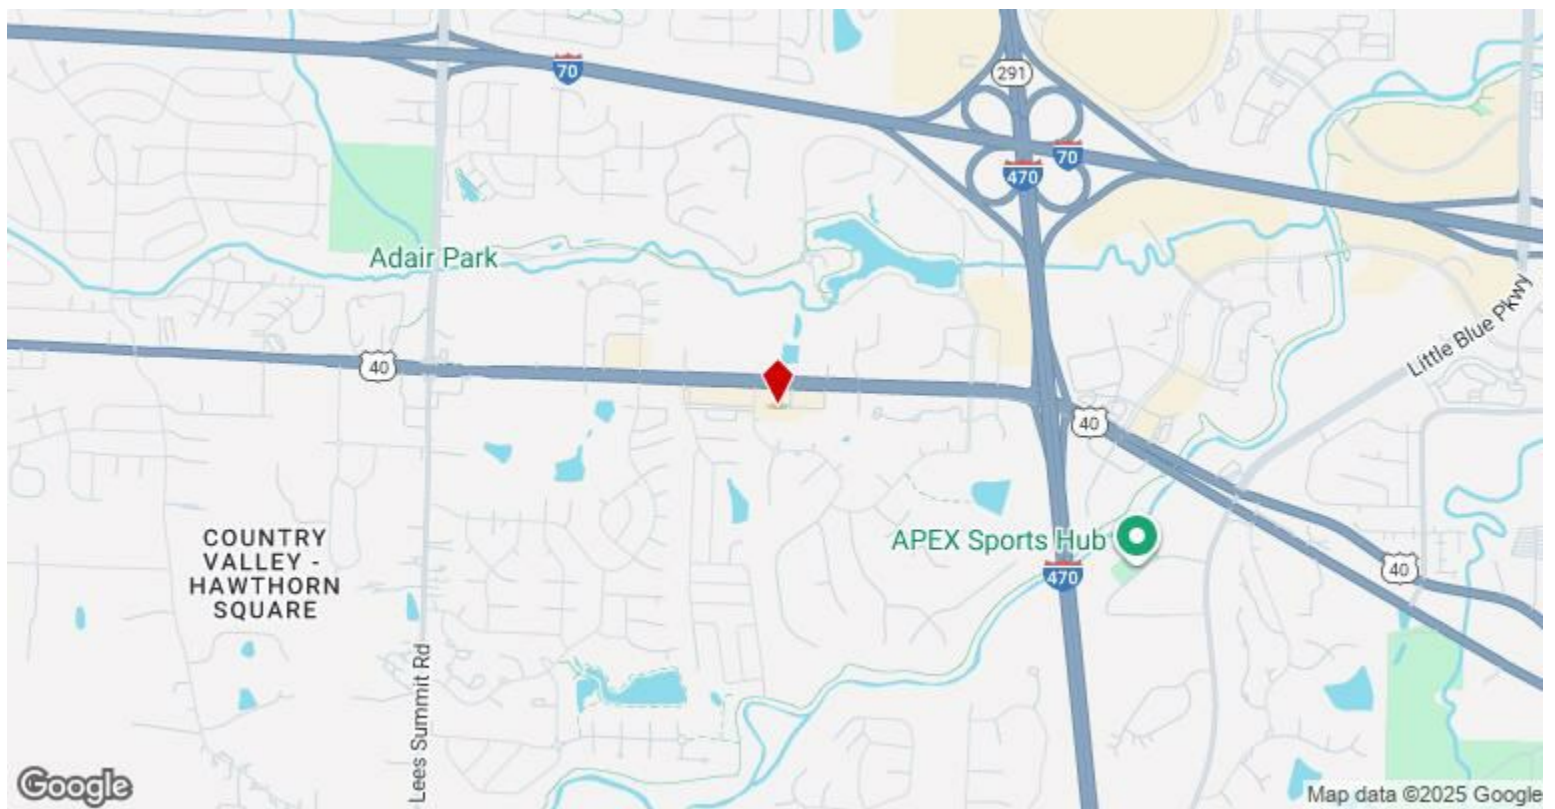 70
291
70
470
Adair Park
Little Blue Pkwy
40
40
APEX Sports Hub
COUNTRY
VALLEY -
HAWTHORN
SQUARE
470
40
Lees Summit Rd
Google
Map data ©2025 Google